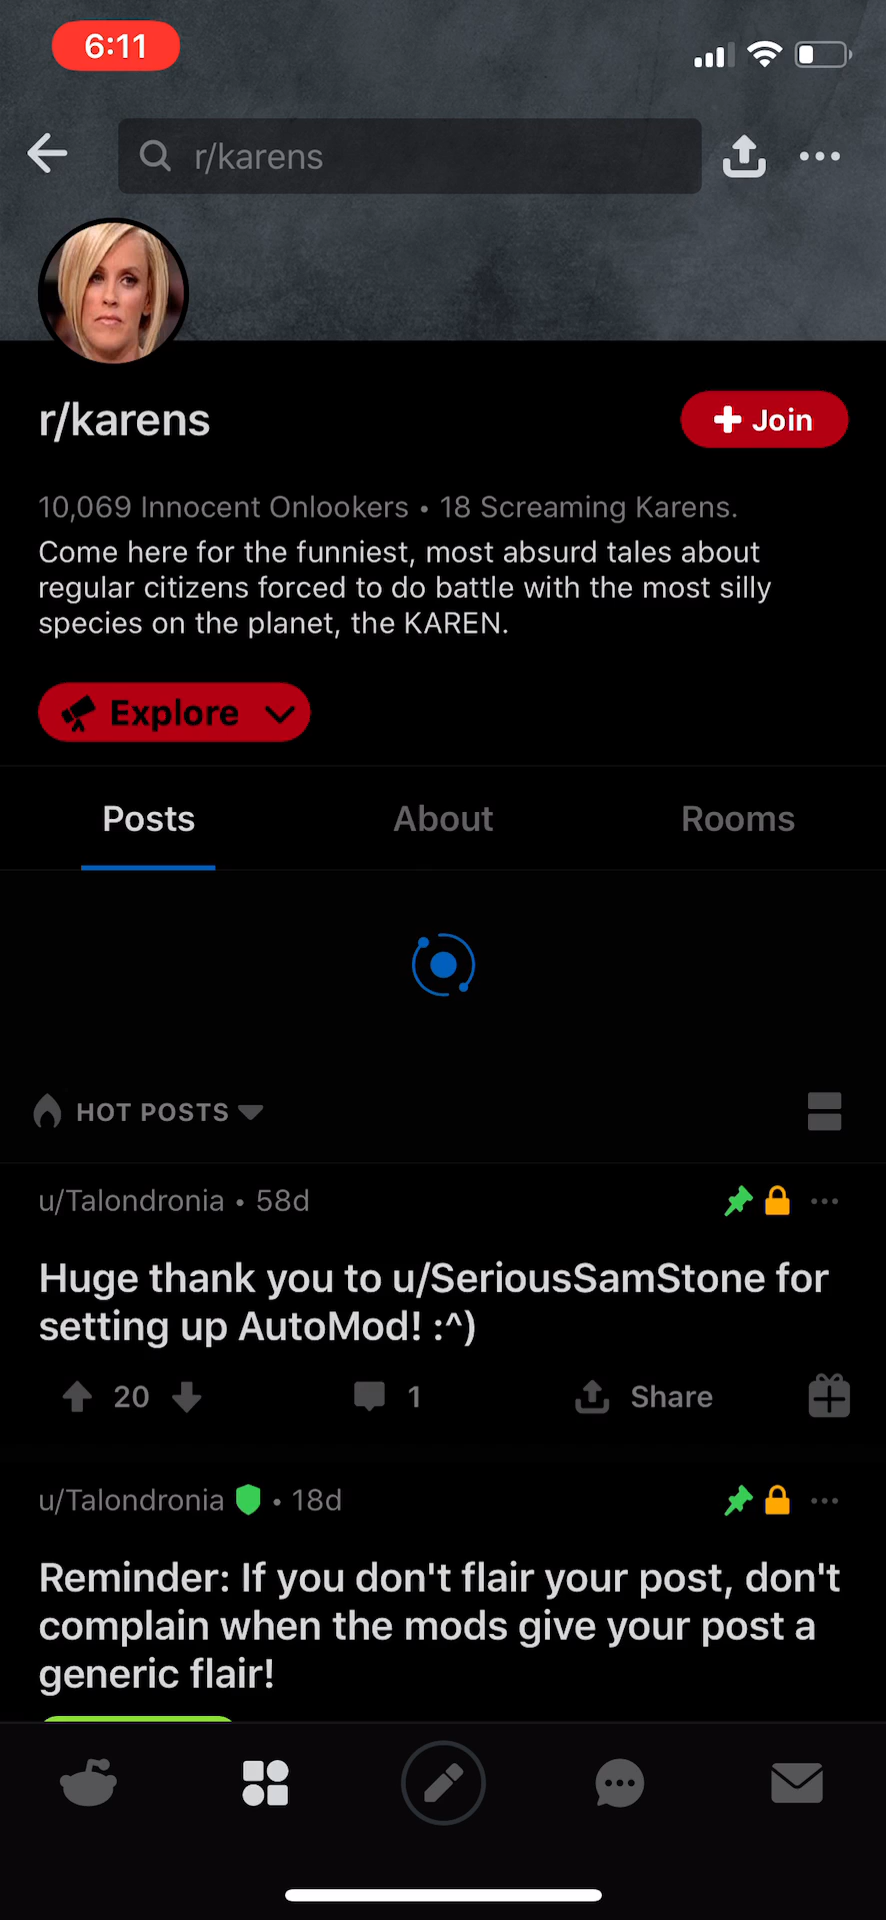 6:11
r/karens
r/karens
Join
10,069 Innocent Onlookers • 18 Screaming Karens.
Come here for the funniest, most absurd tales about
regular citizens forced to do battle with the most silly
species on the planet, the KAREN.
Explore
Posts About Rooms
HOT POSTS
u/Talondronia • 58d
Huge thank you to u/SeriousSamStone for
setting up AutoMod! :^)
20 1 Share
u/Talondronia • 18d
Reminder: If you don't flair your post, don't
complain when the mods give your post a
generic flair!